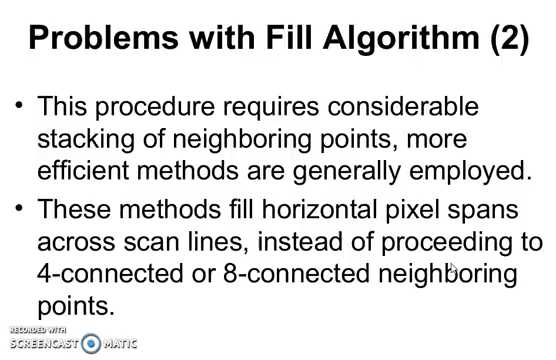 Problems with Fill Algorithm (2)
• This procedure requires considerable
stacking of neighboring points, more
efficient methods are generally employed.
• These methods fill horizontal pixel spans
across scan lines, instead of proceeding to
4-connected or 8-connected neighboring
points.
RECORDED WITH
SCREENCAST MATIC